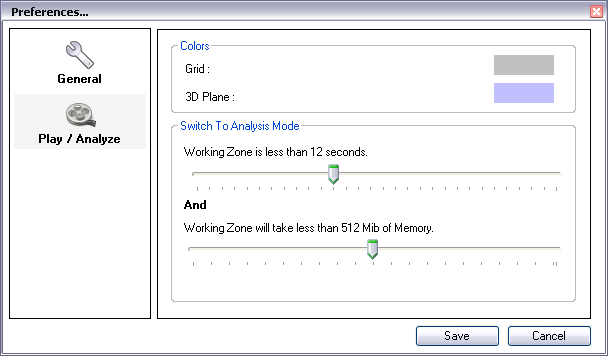 Preferences...
General
Play / Analyze
Colors
Grid :
3D Plane :
Switch To Analysis Mode
Working Zone is less than 12 seconds.
And
Working Zone will take less than 512 Mib of Memory.
Save
Cancel